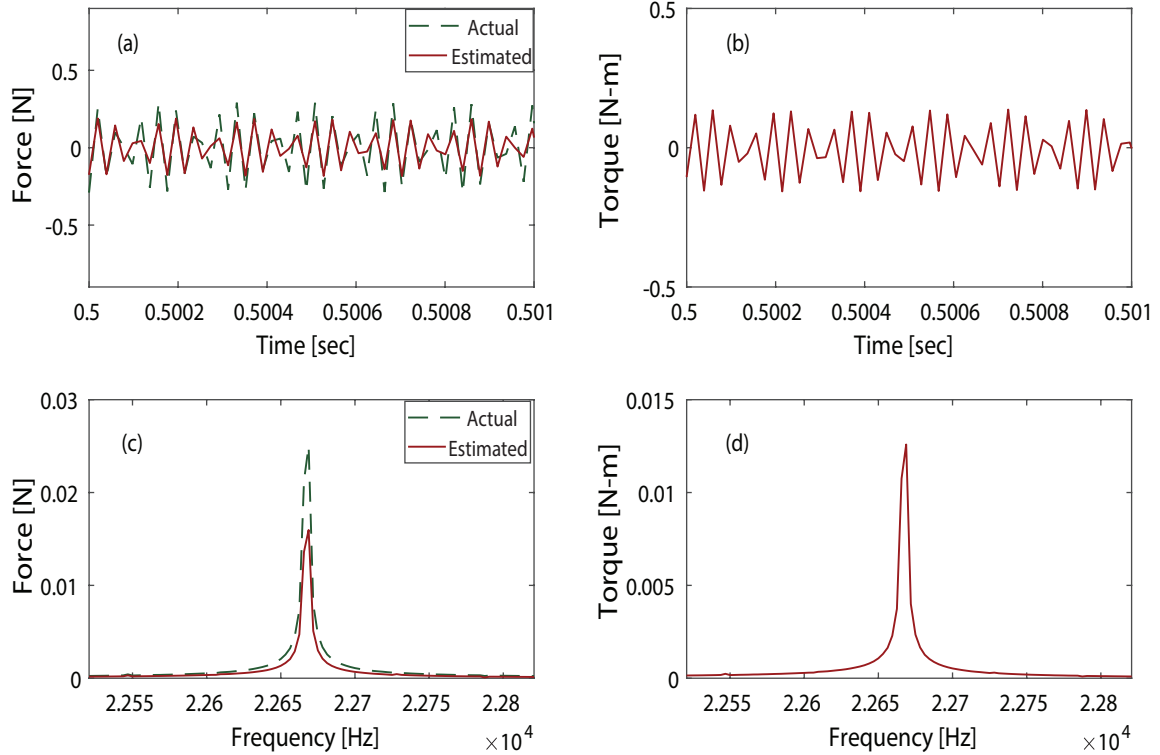 (a)
Actual
Estimated
Force [N]
0.5
0
-0.5
0.5
0.5002
0.5004
0.5006
0.5008
0.501
Time [sec]
(b)
Torque [N-m]
0.5
0
-0.5
0.5
0.5002
0.5004
0.5006
0.5008
0.501
Time [sec]
(c)
Actual
Estimated
Force [N]
0.03
0.02
0.01
0
2.255
2.26
2.265
2.27
2.275
2.28
Frequency [Hz]
×10⁴
(d)
Torque [N-m]
0.015
0.01
0.005
0
2.255
2.26
2.265
2.27
2.275
2.28
Frequency [Hz]
×10⁴